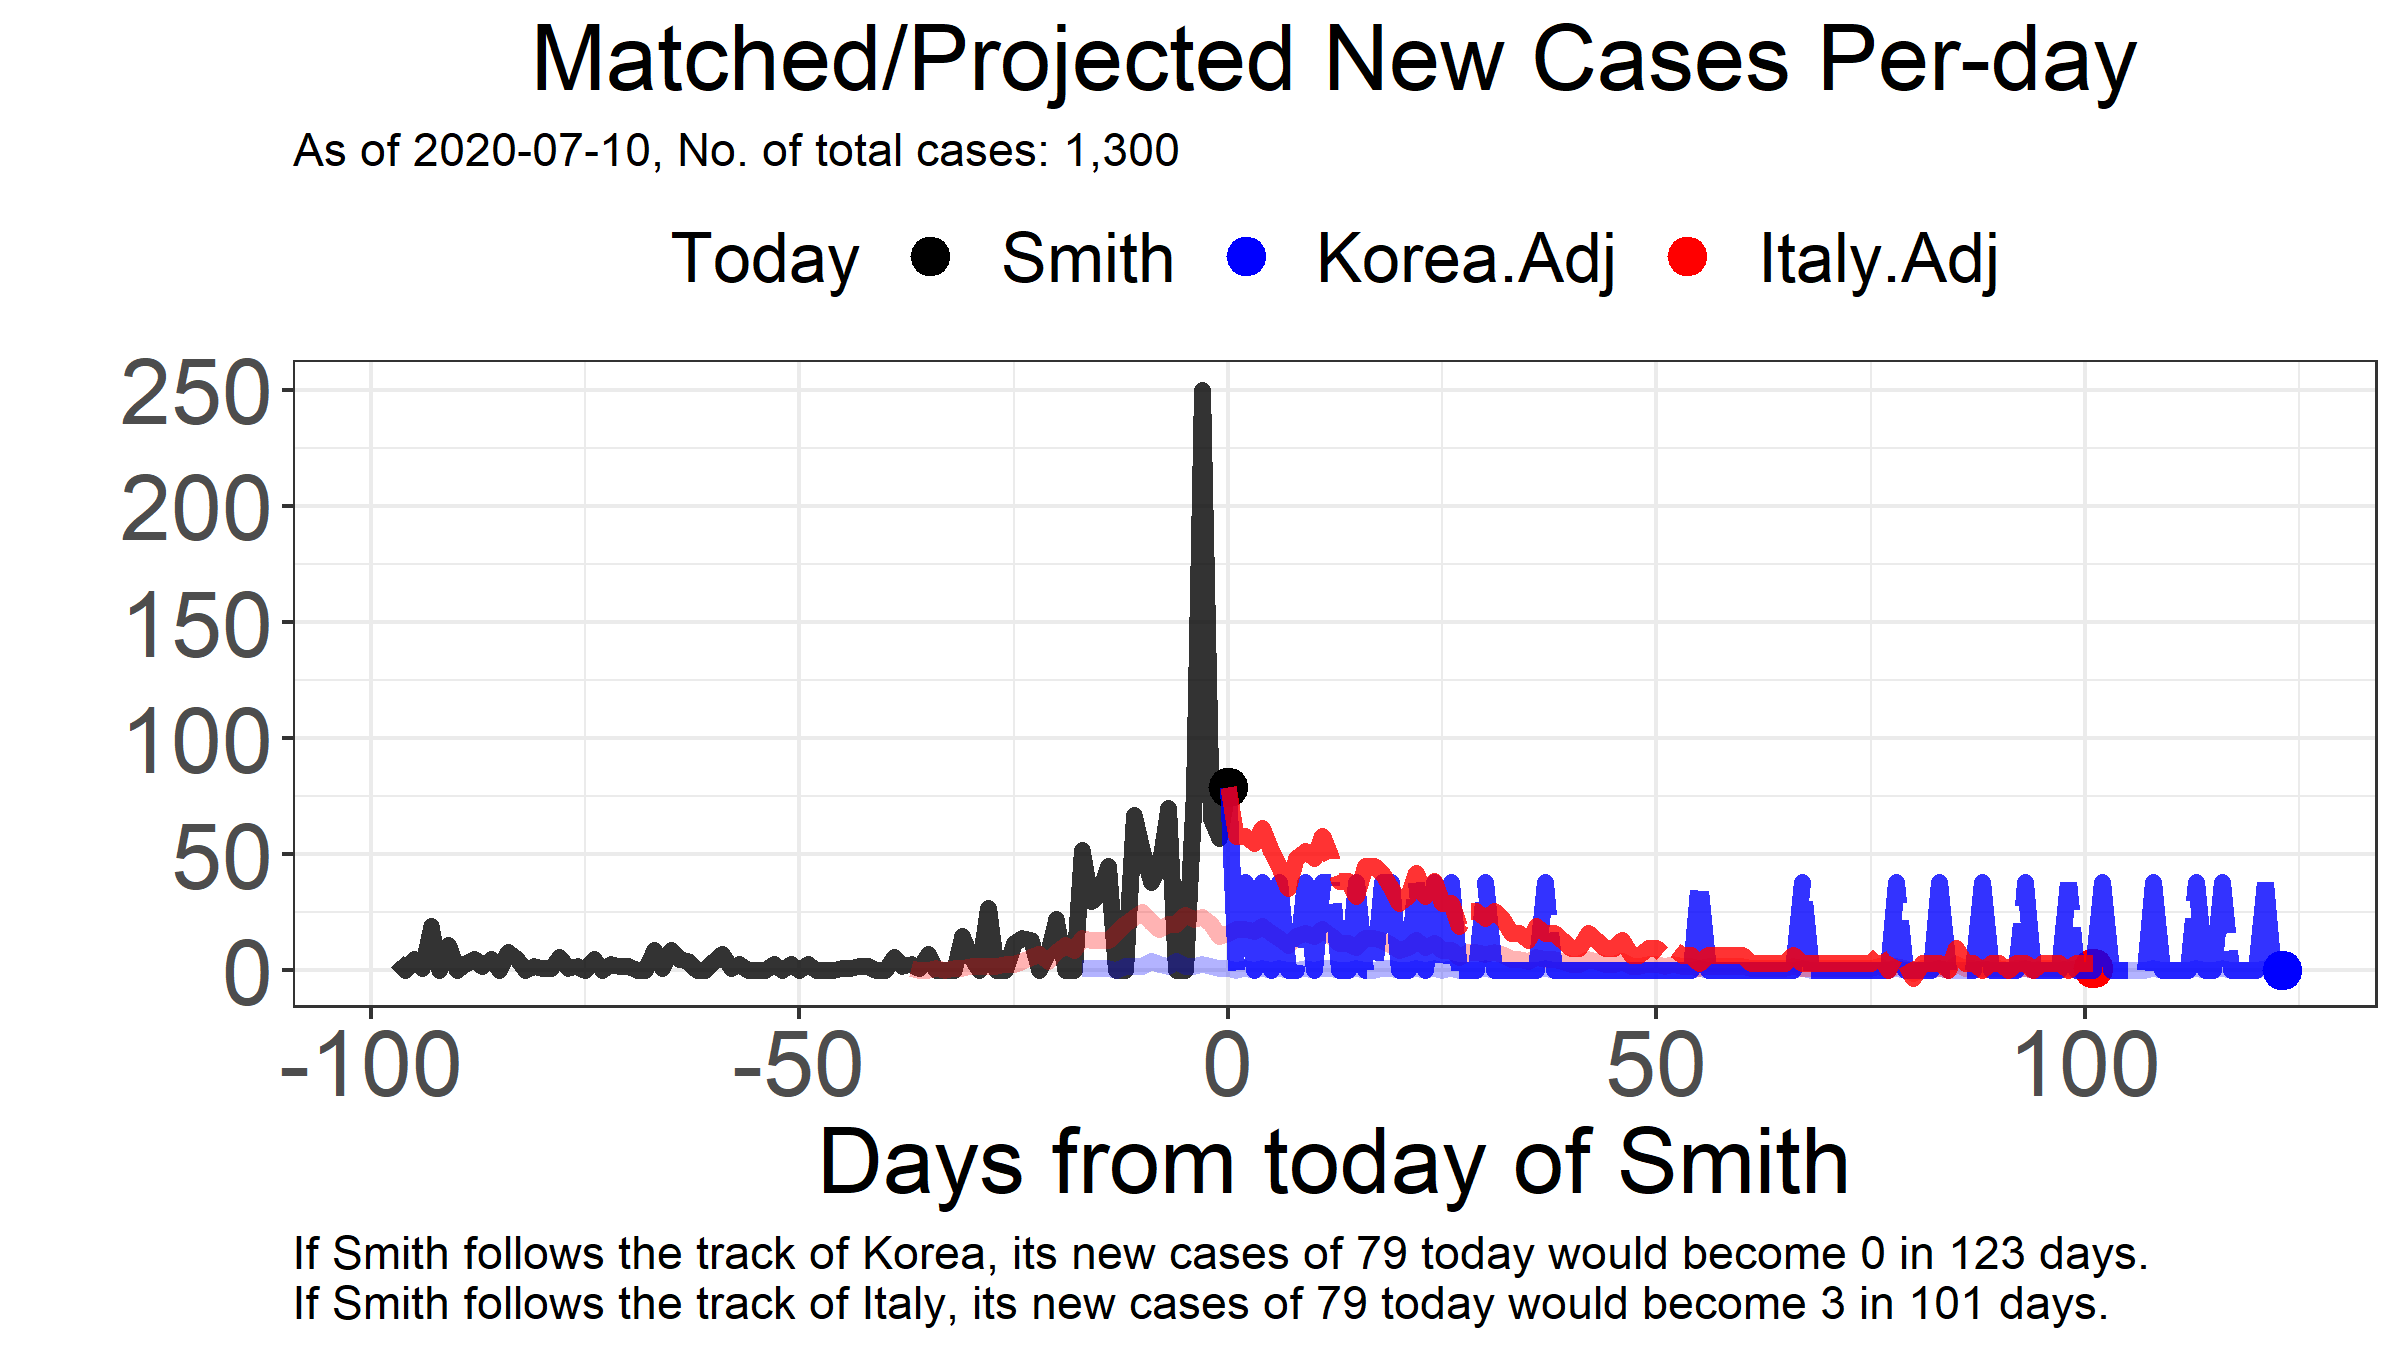 Matched/Projected New Cases Per-day
As of 2020-07-10, No. of total cases: 1,300
Today Smith Korea.Adj Italy.Adj
250
200
150
100
50
0
-100 -50 0 50 100
Days from today of Smith
If Smith follows the track of Korea, its new cases of 79 today would become 0 in 123 days.
If Smith follows the track of Italy, its new cases of 79 today would become 3 in 101 days.